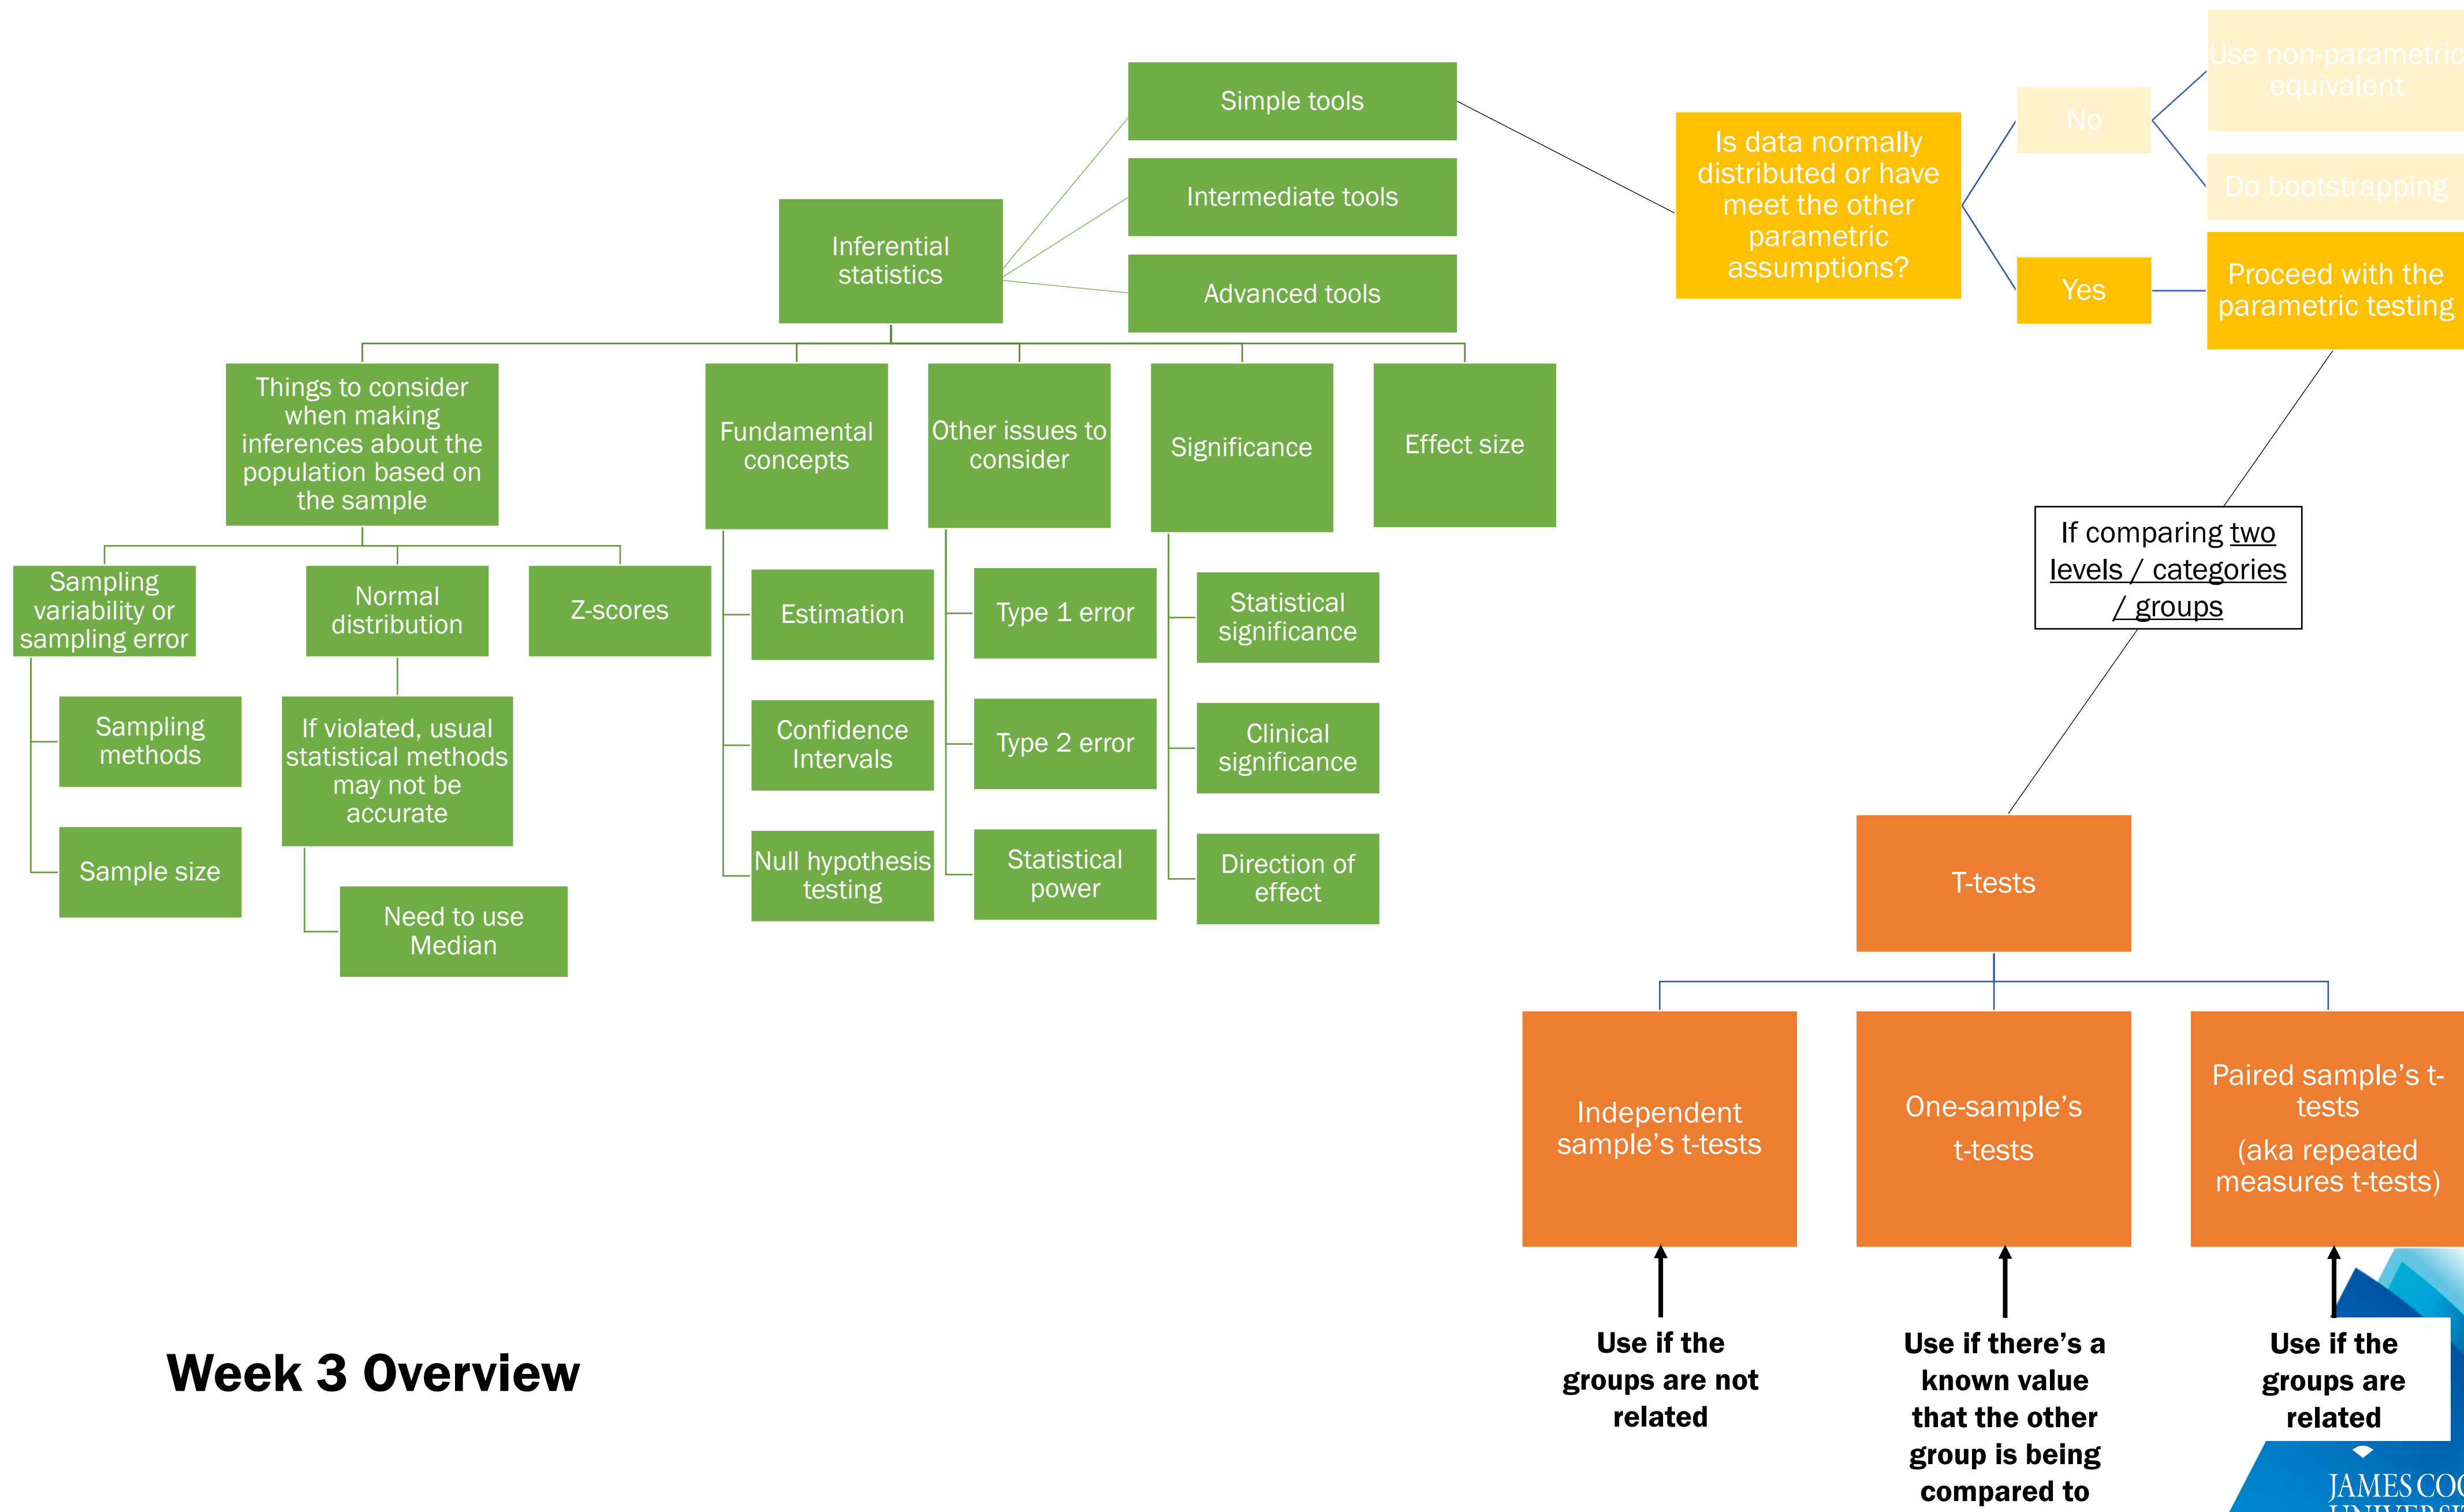 Use non-parametric
equivalent
Simple tools
No
Is data normally
distributed or have
meet the other
parametric
assumptions?
Intermediate tools
Do bootstrapping
Inferential
statistics
Advanced tools
Yes
Proceed with the
parametric testing
Things to consider
when making
inferences about the
population based on
the sample
Fundamental
concepts
Other issues to
consider
Significance
Effect size
If comparing two
levels / categories
/ groups
Sampling
variability or
sampling error
Normal
distribution
Z-scores
Estimation
Type 1 error
Statistical
significance
Sampling
methods
If violated, usual
statistical methods
may not be
accurate
Confidence
Intervals
Type 2 error
Clinical
significance
Sample size
Null hypothesis
testing
Statistical
power
Direction of
effect
Need to use
Median
T-tests
Independent
sample’s t-tests
One-sample’s
t-tests
Paired sample’s t-
tests
(aka repeated
measures t-tests)
Use if the
groups are not
related
Use if there’s a
known value
that the other
group is being
compared to
Use if the
groups are
related
Week 3 Overview
JAMES